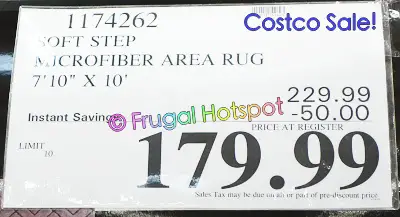 1174262
Costco Sale!
SOFT STEP
MICROFIBER AREA RUG
7'10" X 10'
229.99
Instant Savings
-50.00
© Frugal Hotspot
PRICE AT REGISTER
LIMIT
10
179.99
Sales Tax may be due on all or part of pre-discount price.